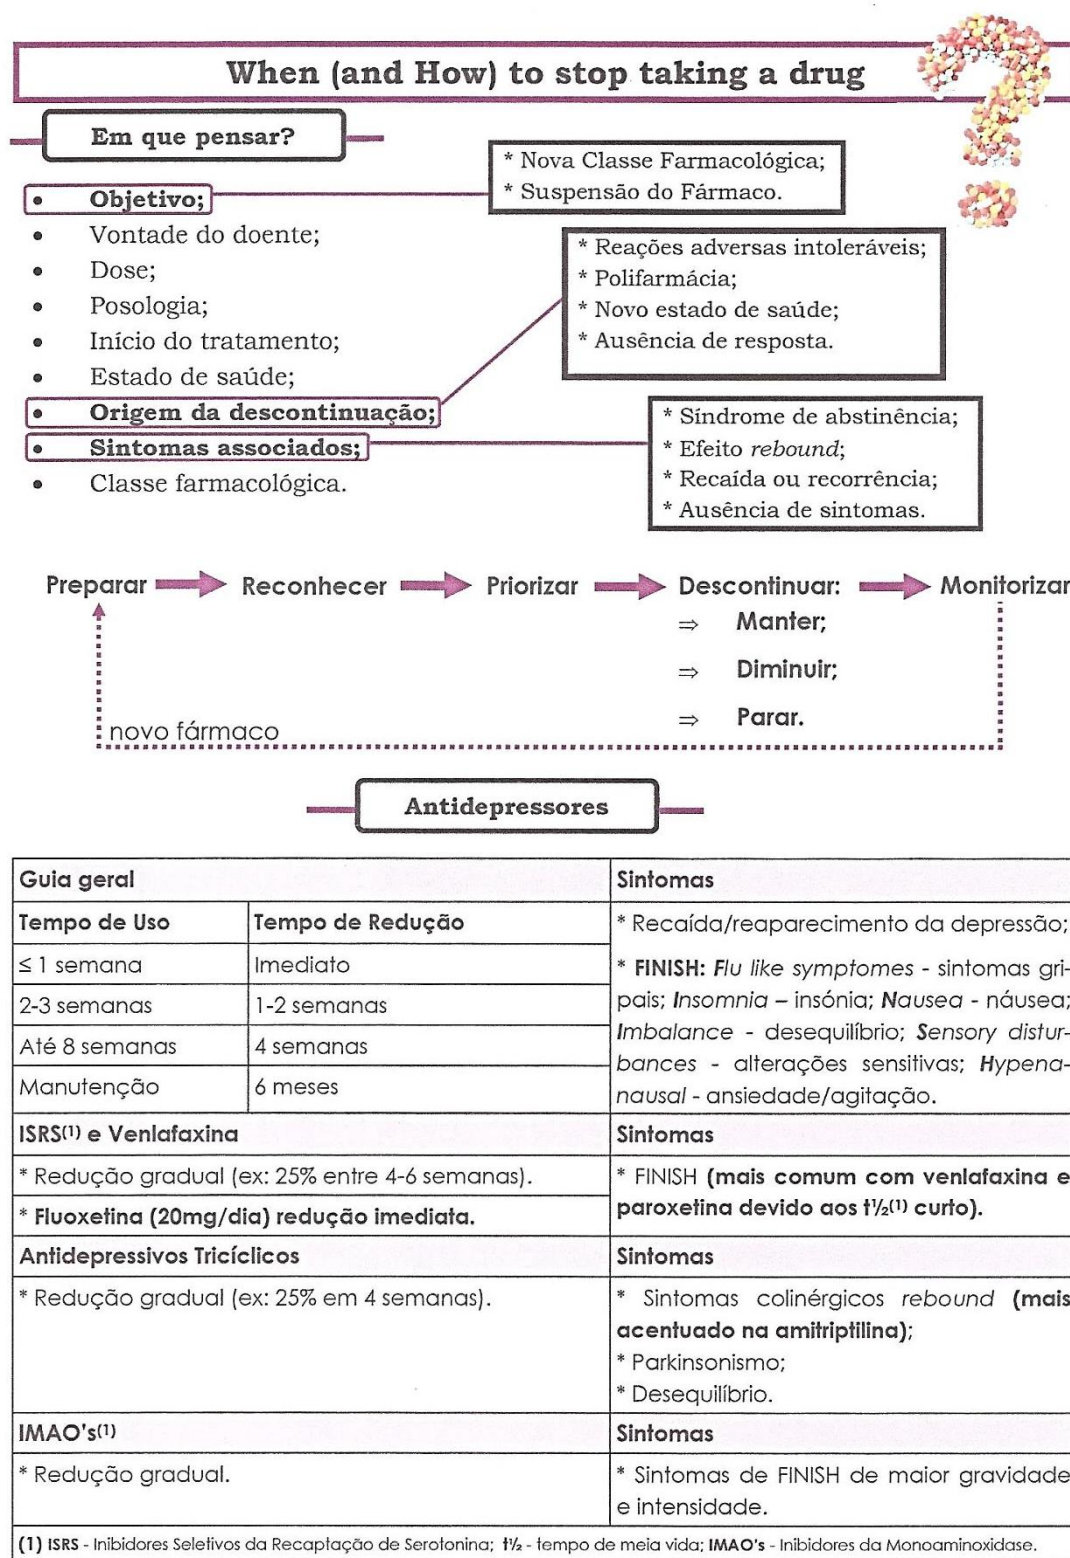 When (and How) to stop taking a drug
Em que pensar?
• Objetivo;
• Vontade do doente;
• Dose;
• Posologia;
• Início do tratamento;
• Estado de saúde;
• Origem da descontinuação;
• Sintomas associados;
• Classe farmacológica.
* Nova Classe Farmacológica;
* Suspensão do Fármaco.
* Reações adversas intoleráveis;
* Polifarmácia;
* Novo estado de saúde;
* Ausência de resposta.
* Síndrome de abstinência;
* Efeito rebound;
* Recaída ou recorrência;
* Ausência de sintomas.
Preparar Reconhecer Priorizar Descontinuar: Monitorizar
⇒ Manter;
⇒ Diminuir;
⇒ Parar.
novo fármaco
Antidepressores
Guia geral
Tempo de Uso Tempo de Redução
≤ 1 semana Imediato
2-3 semanas 1-2 semanas
Até 8 semanas 4 semanas
Manutenção 6 meses
Sintomas
* Recaída/reaparecimento da depressão;
* FINISH: Flu like symptomes - sintomas gri-
pais; Insomnia – insónia; Nausea - náusea;
Imbalance - desequilíbrio; Sensory distur-
bances - alterações sensitivas; Hypena-
nausal - ansiedade/agitação.
ISRS(1) e Venlafaxina
* Redução gradual (ex: 25% entre 4-6 semanas).
* Fluoxetina (20mg/dia) redução imediata.
Sintomas
* FINISH (mais comum com venlafaxina e
paroxetina devido aos t½(1) curto).
Antidepressivos Tricíclicos
* Redução gradual (ex: 25% em 4 semanas).
Sintomas
* Sintomas colinérgicos rebound (mais
acentuado na amitriptilina);
* Parkinsonismo;
* Desequilíbrio.
IMAO's(1)
* Redução gradual.
Sintomas
* Sintomas de FINISH de maior gravidade
e intensidade.
(1) ISRS - Inibidores Seletivos da Recaptação de Serotonina; t½ - tempo de meia vida; IMAO's - Inibidores da Monoaminoxidase.